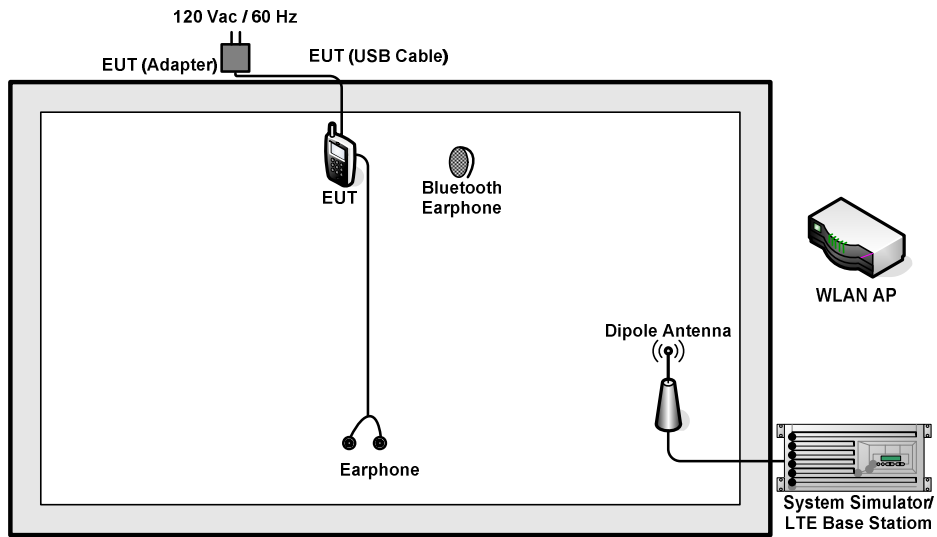 120 Vac / 60 Hz
EUT (Adapter)
EUT (USB Cable)
EUT
Bluetooth
Earphone
WLAN AP
Dipole Antenna
Earphone
System Simulator/
LTE Base Statiom